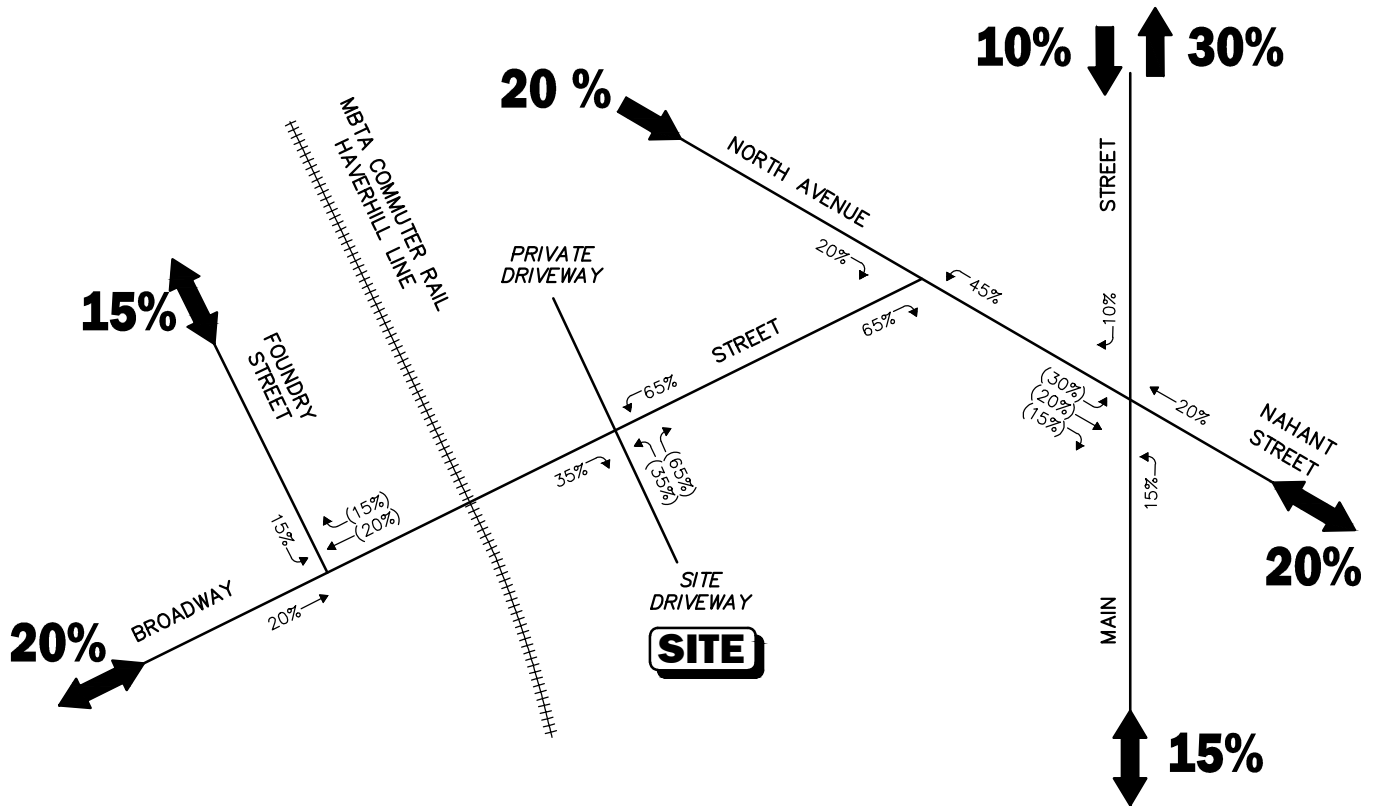 10%
30%
20 %
MBTA COMMUTER RAIL
HAVERHILL LINE
NORTH AVENUE
STREET
PRIVATE
DRIVEWAY
20%
45%
15%
FOUNDRY
STREET
STREET
65%
10%
65%
(30%)
(20%)
(15%)
20%
NAHANT
STREET
35%
(65%)
(35%)
15%
(15%)
(20%)
15%
20%
SITE
DRIVEWAY
BROADWAY
20%
MAIN
20%
SITE
15%